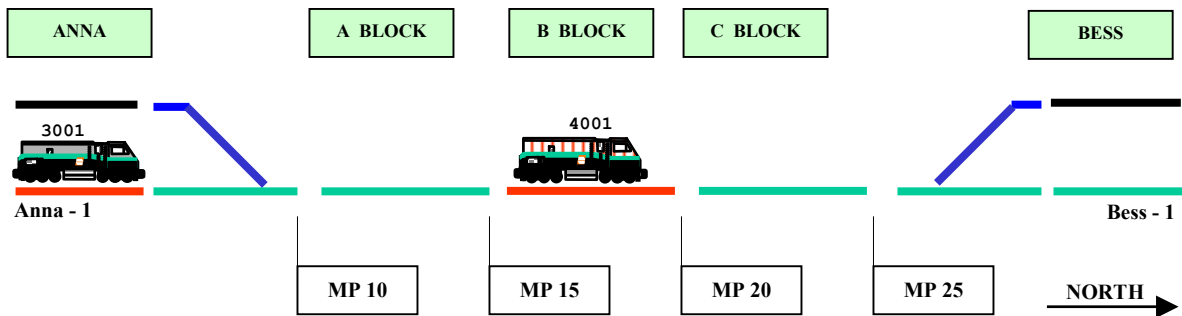 ANNA
A BLOCK
B BLOCK
C BLOCK
BESS
3001
4001
Anna - 1
Bess - 1
MP 10
MP 15
MP 20
MP 25
NORTH